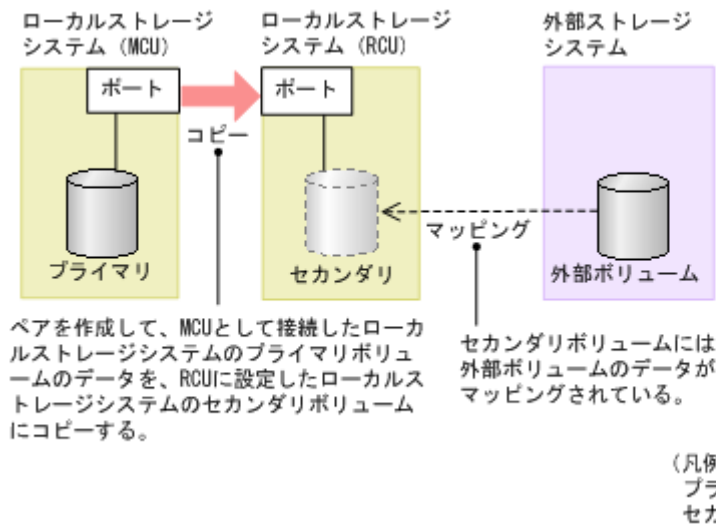 ローカルストレージ
システム（MCU）
ローカルストレージ
システム（RCU）
外部ストレージ
システム
ポート
ポート
コピー
マッピング
プライマリ
セカンダリ
外部ボリューム
ペアを作成して、MCUとして接続したローカ
ルストレージシステムのプライマリボリュ
ームのデータを、RCUに設定したローカルス
トレージシステムのセカンダリボリューム
にコピーする。
セカンダリボリュームには
外部ボリュームのデータが
マッピングされている。
（凡例
プラ
セカ